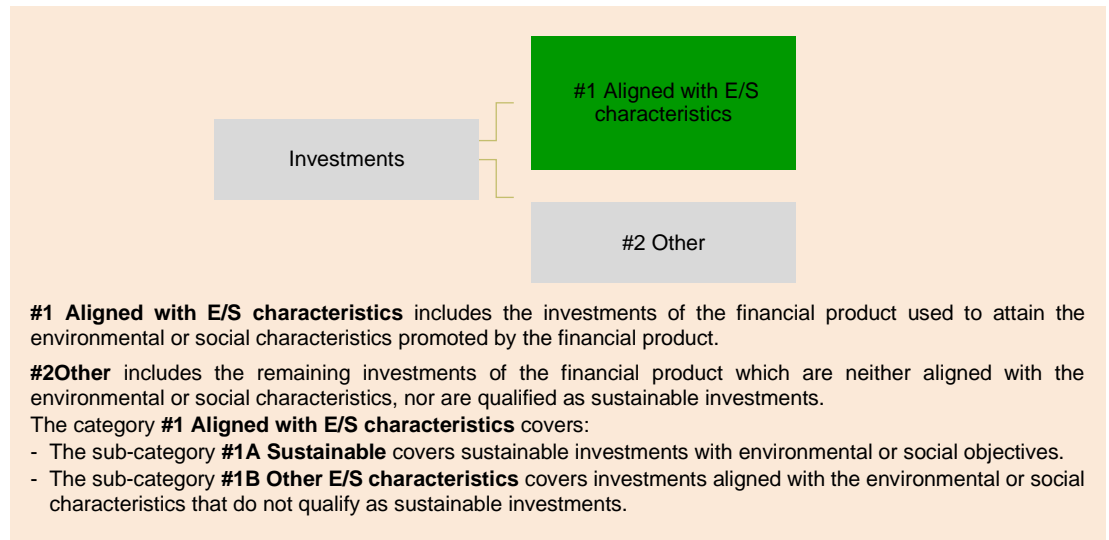 #1 Aligned with E/S
characteristics
Investments
#2 Other
#1 Aligned with E/S characteristics includes the investments of the financial product used to attain the
environmental or social characteristics promoted by the financial product.
#2Other includes the remaining investments of the financial product which are neither aligned with the
environmental or social characteristics, nor are qualified as sustainable investments.
The category #1 Aligned with E/S characteristics covers:
- The sub-category #1A Sustainable covers sustainable investments with environmental or social objectives.
- The sub-category #1B Other E/S characteristics covers investments aligned with the environmental or social
characteristics that do not qualify as sustainable investments.